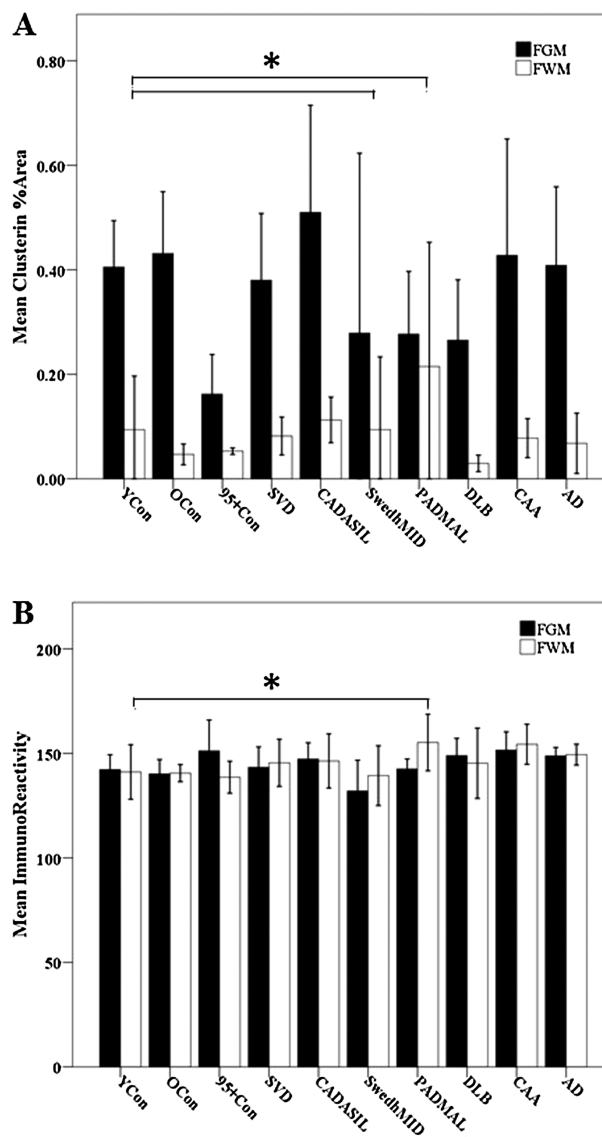 A
*
FGM
FWM
Mean Clusterin %Area
0.80
0.60
0.40
0.20
0.00
YCon
OCon
95+Con
SVD
CADASIL
SwedhMID
PADMAL
DLB
CAA
AD
B
*
FGM
FWM
Mean ImmunoReactivity
200
150
100
50
0
YCon
OCon
95+Con
SVD
CADASIL
SwedhMID
PADMAL
DLB
CAA
AD